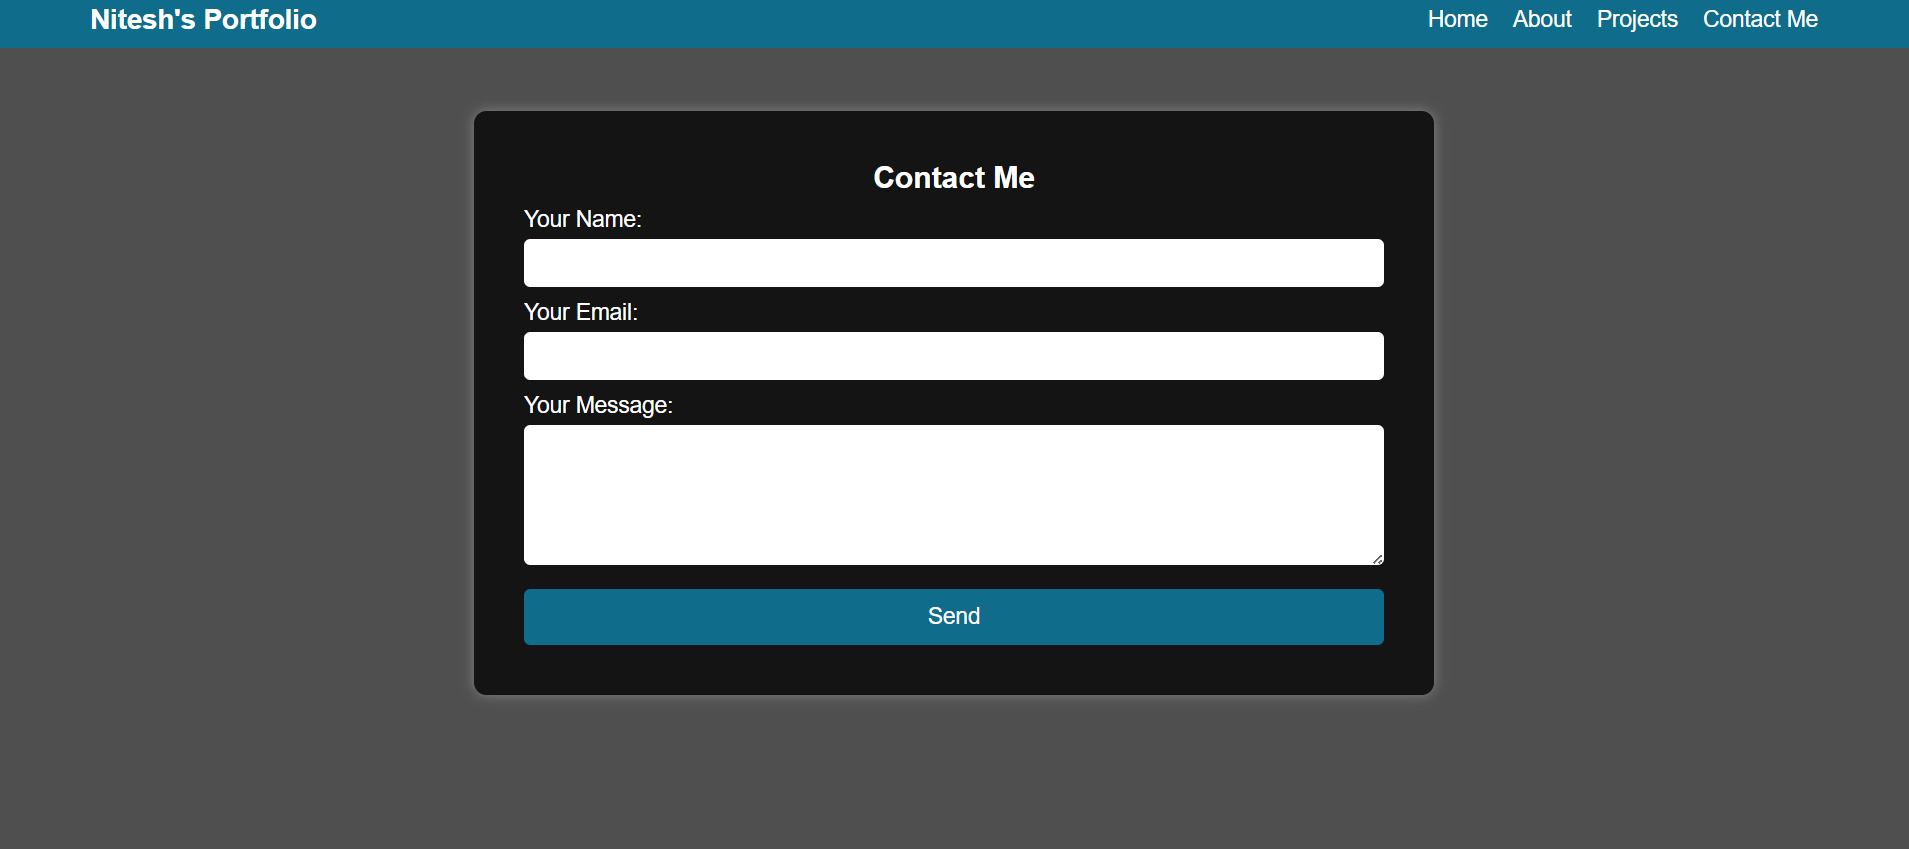 Nitesh's Portfolio
Home About Projects Contact Me
Contact Me
Your Name:
Your Email:
Your Message:
Send